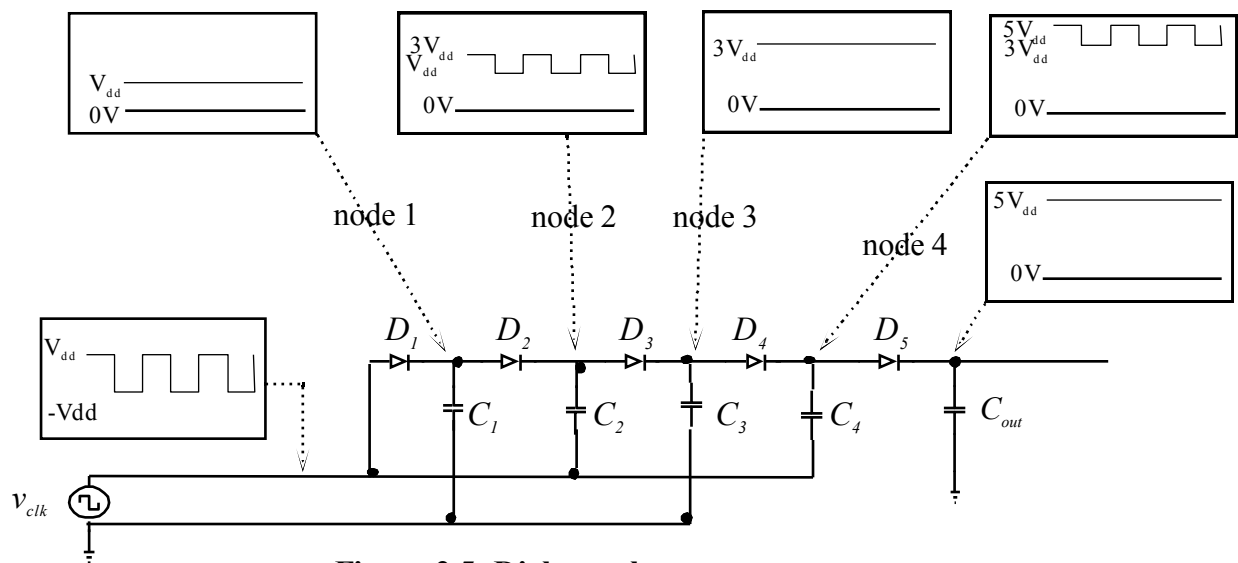 V_dd
0V
3V_dd
V_dd
0V
3V_dd
0V
5V_dd
3V_dd
0V
5V_dd
0V
node 1
node 2
node 3
node 4
V_dd
-Vdd
D_1
D_2
D_3
D_4
D_5
C_1
C_2
C_3
C_4
C_out
v_clk